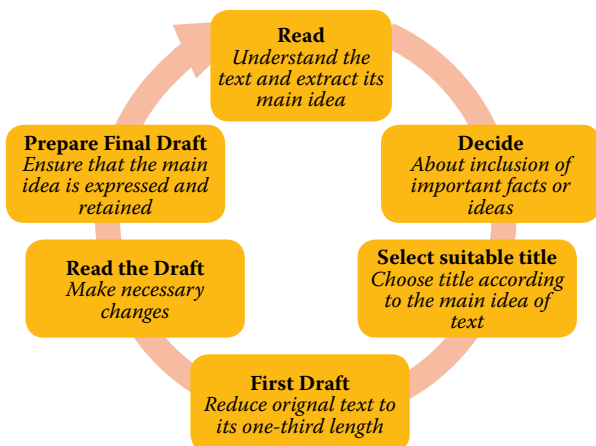 Read
Understand the
text and extract its
main idea
Decide
About inclusion of
important facts or
ideas
Select suitable title
Choose title according
to the main idea of
text
First Draft
Reduce orignal text to
its one-third length
Read the Draft
Make necessary
changes
Prepare Final Draft
Ensure that the main
idea is expressed and
retained